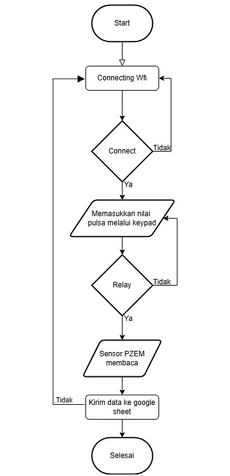 Start
Connecting Wfi
Connect
Tidak
Ya
Memasukkan nilai
pulsa melalui keypad
Relay
Tidak
Ya
Sensor PZEM
membaca
Tidak
Kirim data ke google
sheet
Selesai